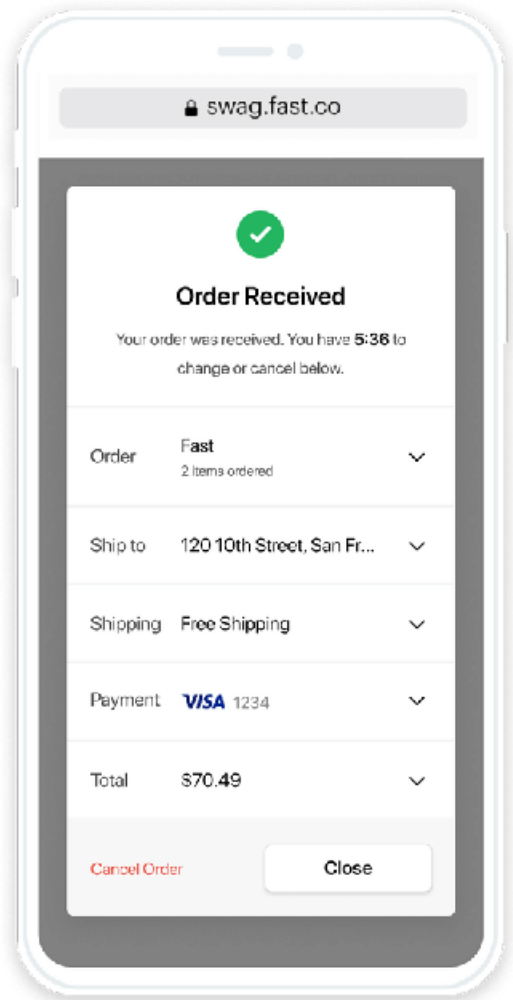 swag.fast.co
Order Received
Your order was received. You have 5:36 to
change or cancel below.
Order
Fast
2 items ordered
Ship to
120 10th Street, San Fr...
Shipping
Free Shipping
Payment
VISA 1234
Total
$70.49
Cancel Order
Close